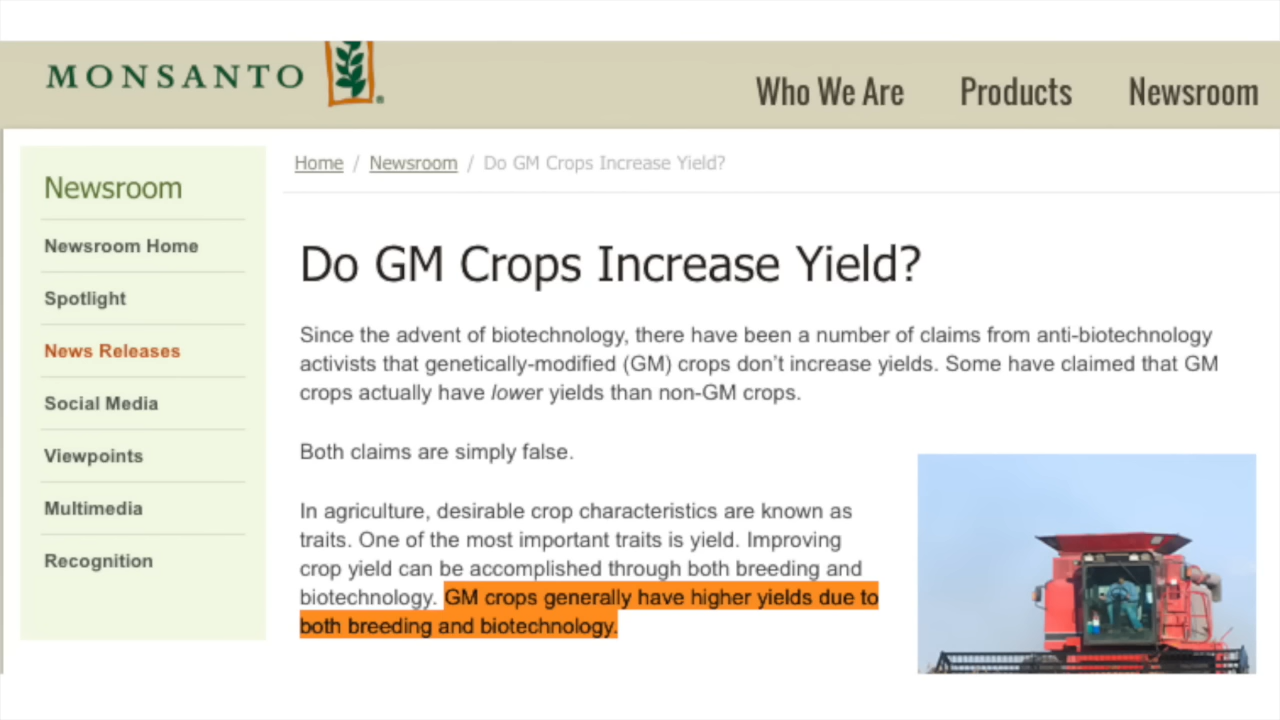 MONSANTO ®
Who We Are
Products
Newsroom
Home / Newsroom / Do GM Crops Increase Yield?
Newsroom
Newsroom Home
Spotlight
News Releases
Social Media
Viewpoints
Multimedia
Recognition
Do GM Crops Increase Yield?
Since the advent of biotechnology, there have been a number of claims from anti-biotechnology
activists that genetically-modified (GM) crops don’t increase yields. Some have claimed that GM
crops actually have lower yields than non-GM crops.
Both claims are simply false.
In agriculture, desirable crop characteristics are known as
traits. One of the most important traits is yield. Improving
crop yield can be accomplished through both breeding and
biotechnology. GM crops generally have higher yields due to
both breeding and biotechnology.